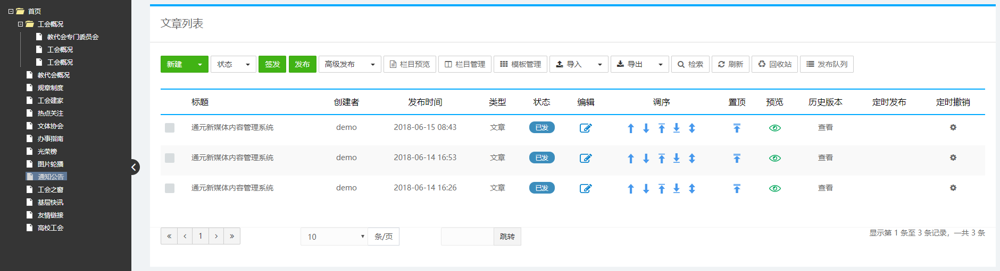 首页
工会概况
教代会专门委员会
工会概况
工会概况
教代会概况
规章制度
工会建家
热点关注
文体协会
办事指南
光荣榜
图片轮播
通知公告
工会之窗
基层快讯
友情链接
高校工会
文章列表
新建 状态 签发 发布 高级发布 栏目预览 栏目管理 模板管理 导入 导出 检索 刷新 回收站 发布队列
标题 创建者 发布时间 类型 状态 编辑 调序 置顶 预览 历史版本 定时发布 定时撤销
通元新媒体内容管理系统 demo 2018-06-15 08:43 文章 已发 查看
通元新媒体内容管理系统 demo 2018-06-14 16:53 文章 已发 查看
通元新媒体内容管理系统 demo 2018-06-14 16:26 文章 已发 查看
« ‹ 1 › » 10 条/页 跳转 显示第 1 条至 3 条记录，一共 3 条